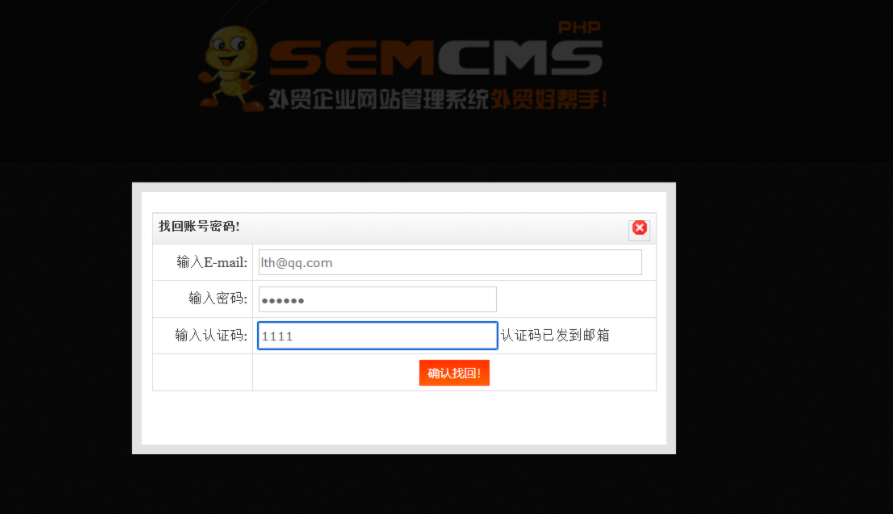 PHP
SEMCMS
外贸企业网站管理系统外贸好帮手!
找回账号密码!
输入E-mail: lth@qq.com
输入密码: ••••••
输入认证码: 1111 认证码已发到邮箱
确认找回!